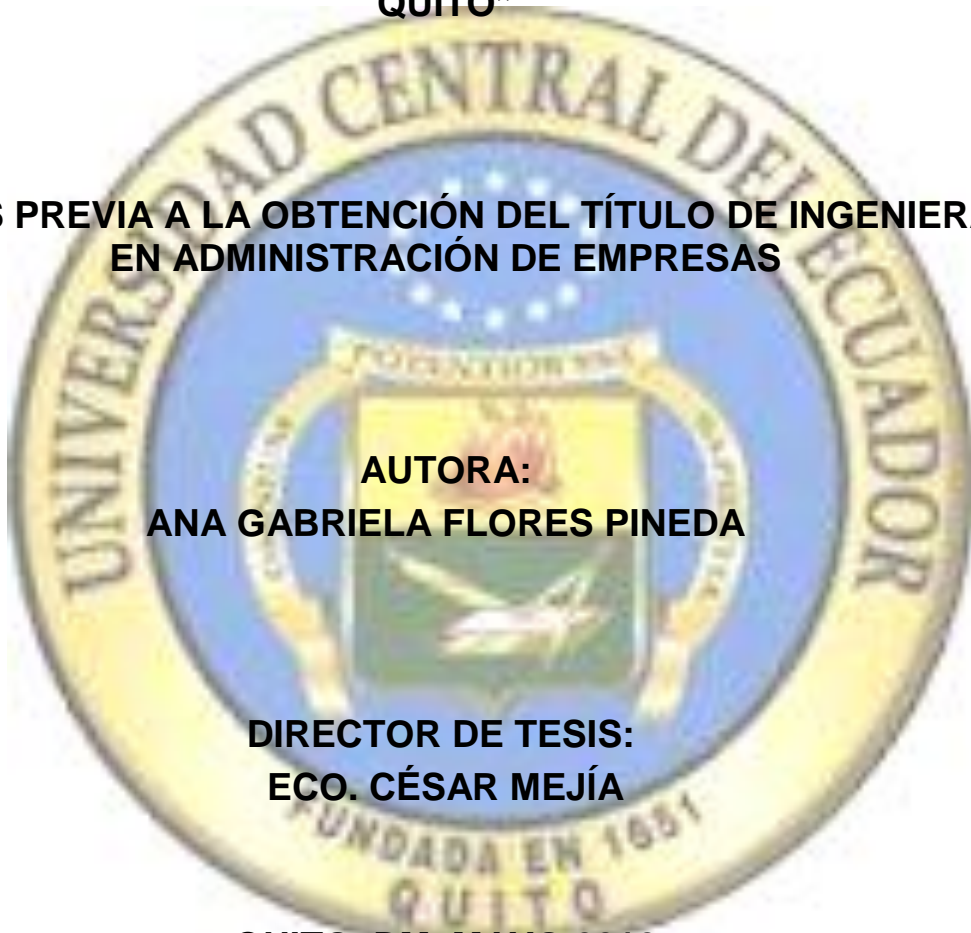 QUITO”
UNIVERSIDAD CENTRAL DEL ECUADOR
PREVIA A LA OBTENCIÓN DEL TÍTULO DE INGENIERA
EN ADMINISTRACIÓN DE EMPRESAS
AUTORA:
ANA GABRIELA FLORES PINEDA
DIRECTOR DE TESIS:
ECO. CÉSAR MEJÍA
FUNDADA EN 1651
QUITO